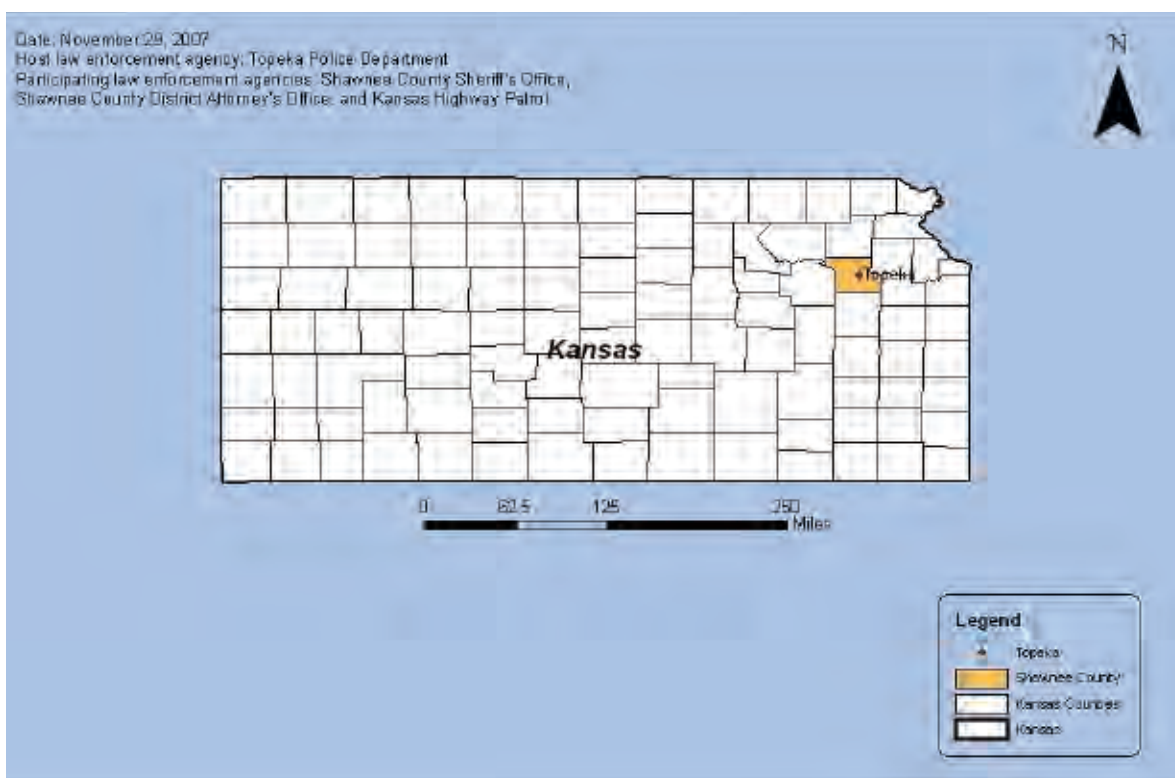 Date: November 29, 2007
Host law enforcement agency: Topeka Police Department
Participating law enforcement agencies: Shawnee County Sheriff's Office,
Shawnee County District Attorney's Office, and Kansas Highway Patrol
N
Topeka
Kansas
0 62.5 125 250
Miles
Legend
Topeka
Shawnee County
Kansas Counties
Kansas